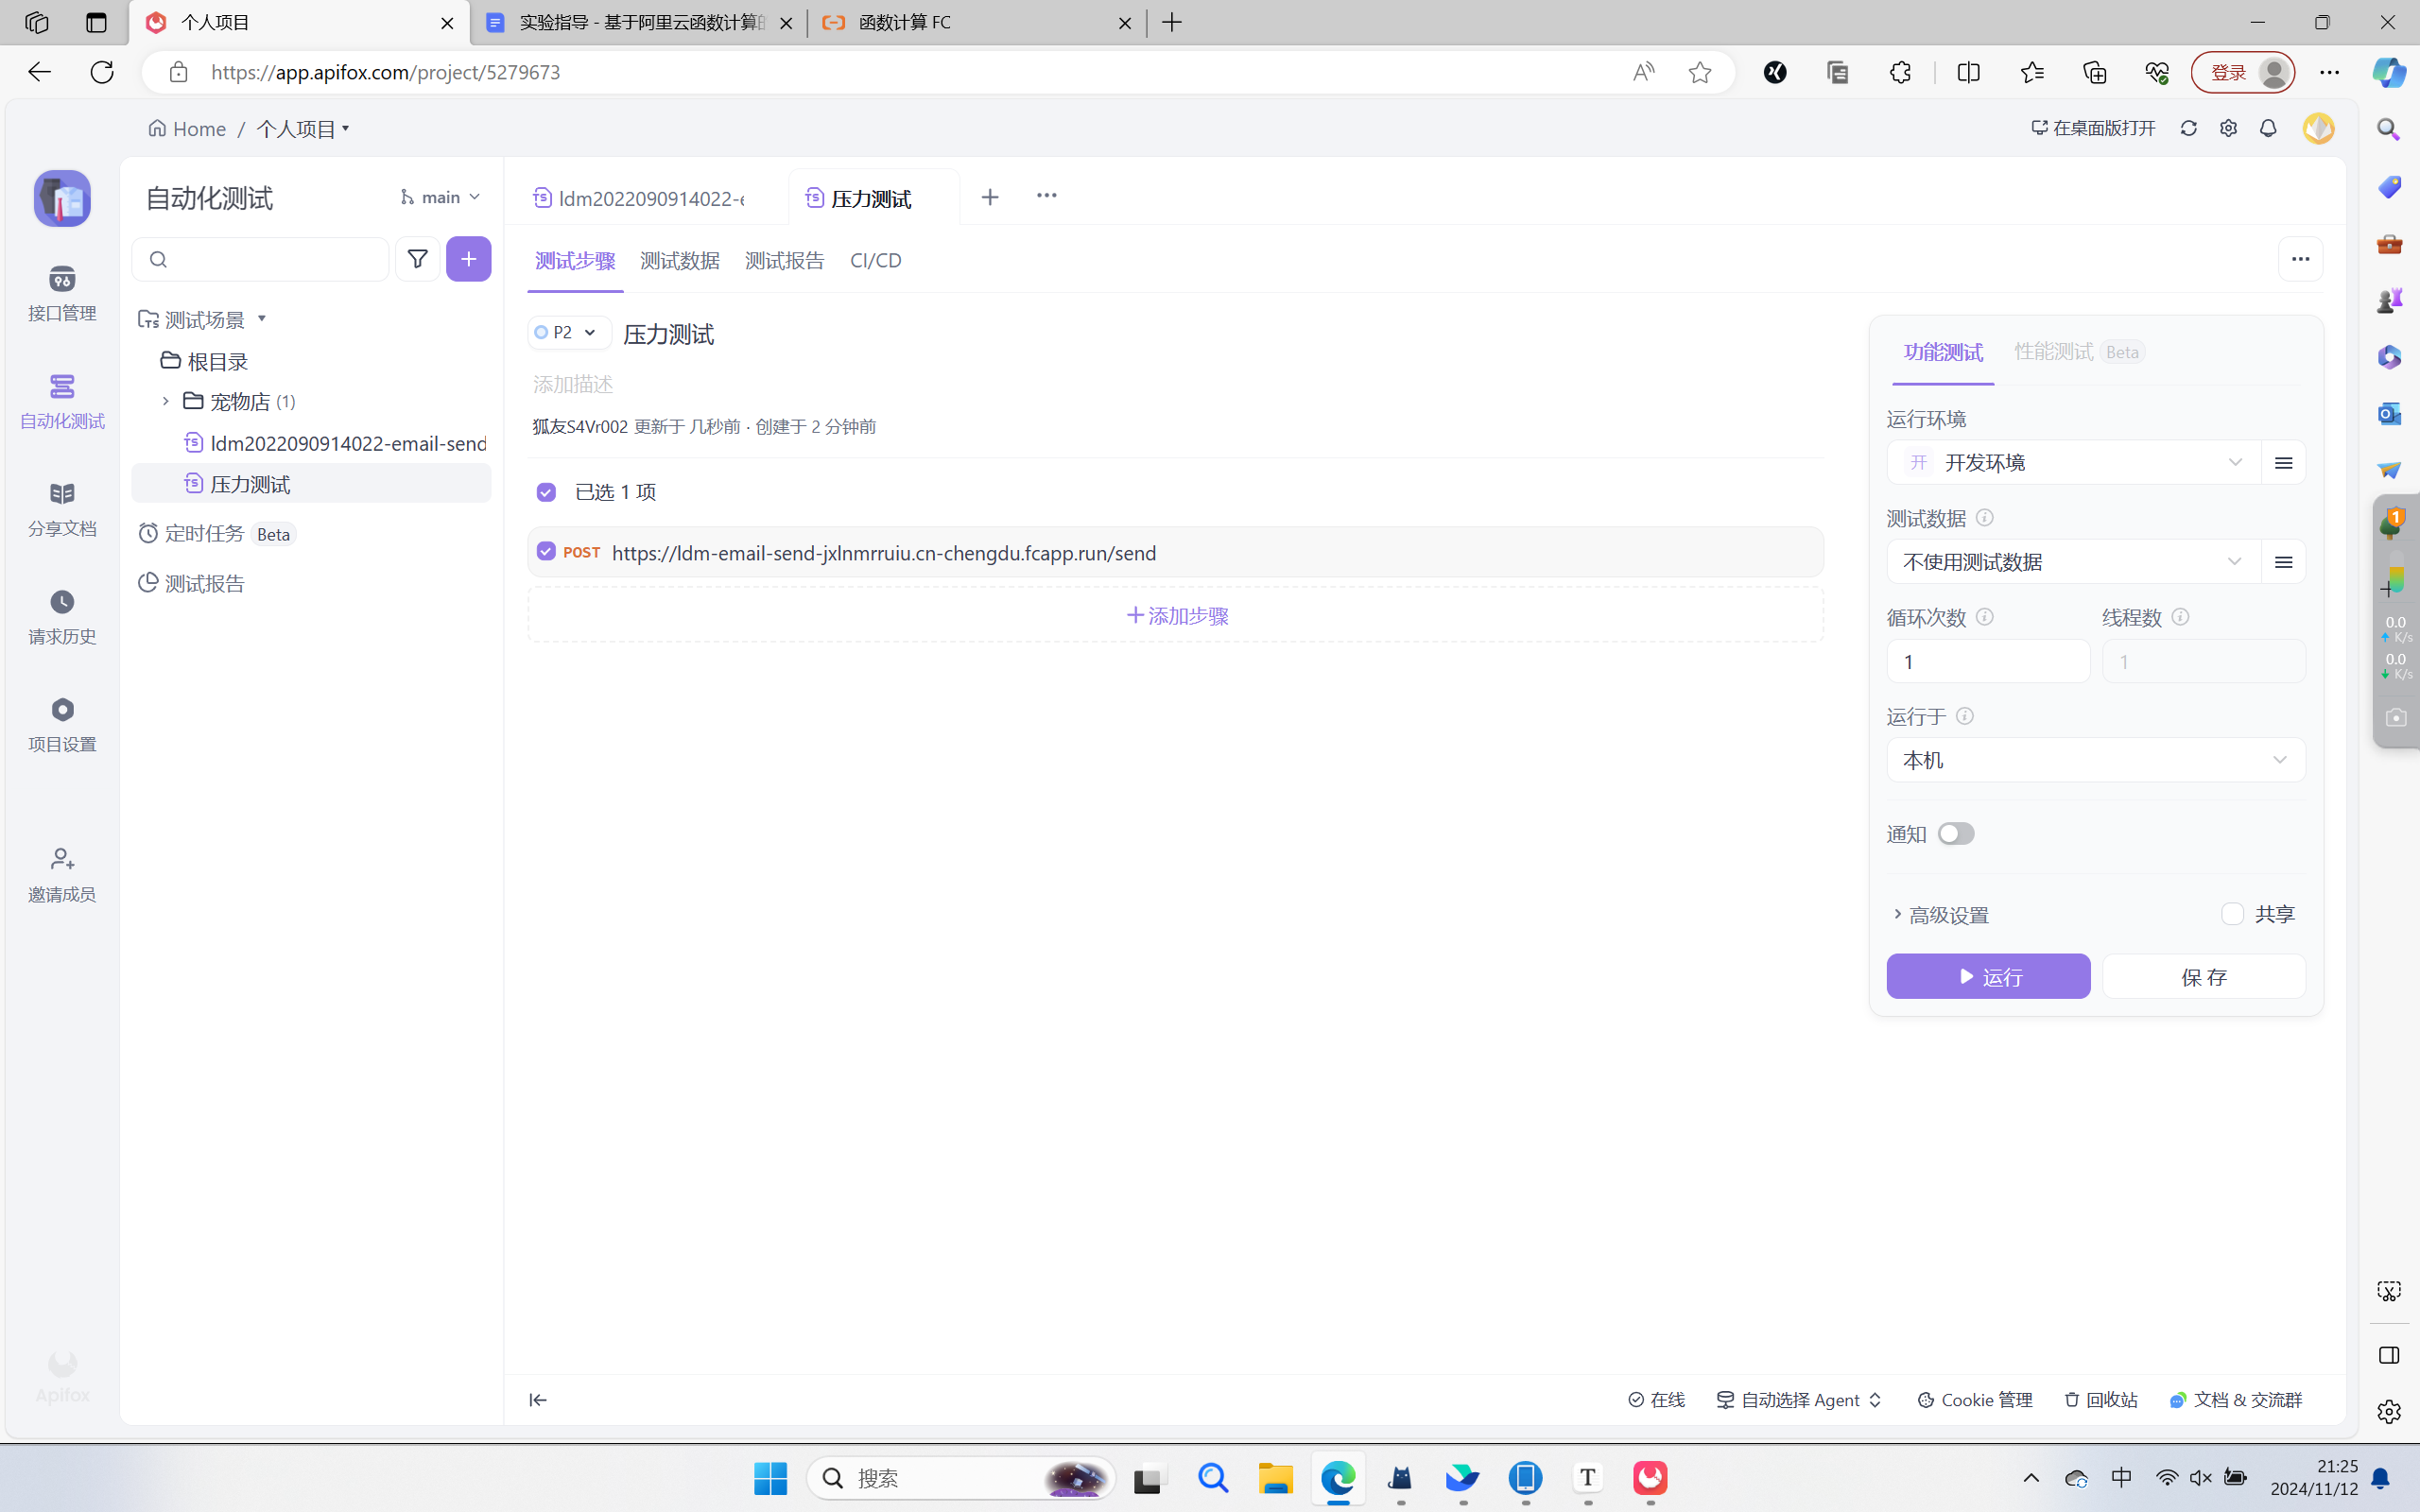 个人项目
实验指导 - 基于阿里云函数计算的
函数计算 FC
https://app.apifox.com/project/5279673
登录
Home / 个人项目
在桌面版打开
自动化测试
main
ldm2022090914022-e
压力测试
接口管理
自动化测试
分享文档
请求历史
项目设置
邀请成员
Apifox
测试场景
根目录
宠物店 (1)
ldm2022090914022-email-send
压力测试
定时任务 Beta
测试报告
测试步骤 测试数据 测试报告 CI/CD
P2 压力测试
添加描述
狐友S4Vr002 更新于 几秒前 · 创建于 2 分钟前
已选 1 项
POST https://ldm-email-send-jxlnmrruiu.cn-chengdu.fcapp.run/send
添加步骤
功能测试 性能测试 Beta
运行环境
开 开发环境
测试数据
不使用测试数据
循环次数 线程数
1 1
运行于
本机
通知
高级设置 共享
运行 保存
1
0.0
K/s
0.0
K/s
在线 自动选择 Agent Cookie 管理 回收站 文档 & 交流群
搜索
中
21:25
2024/11/12